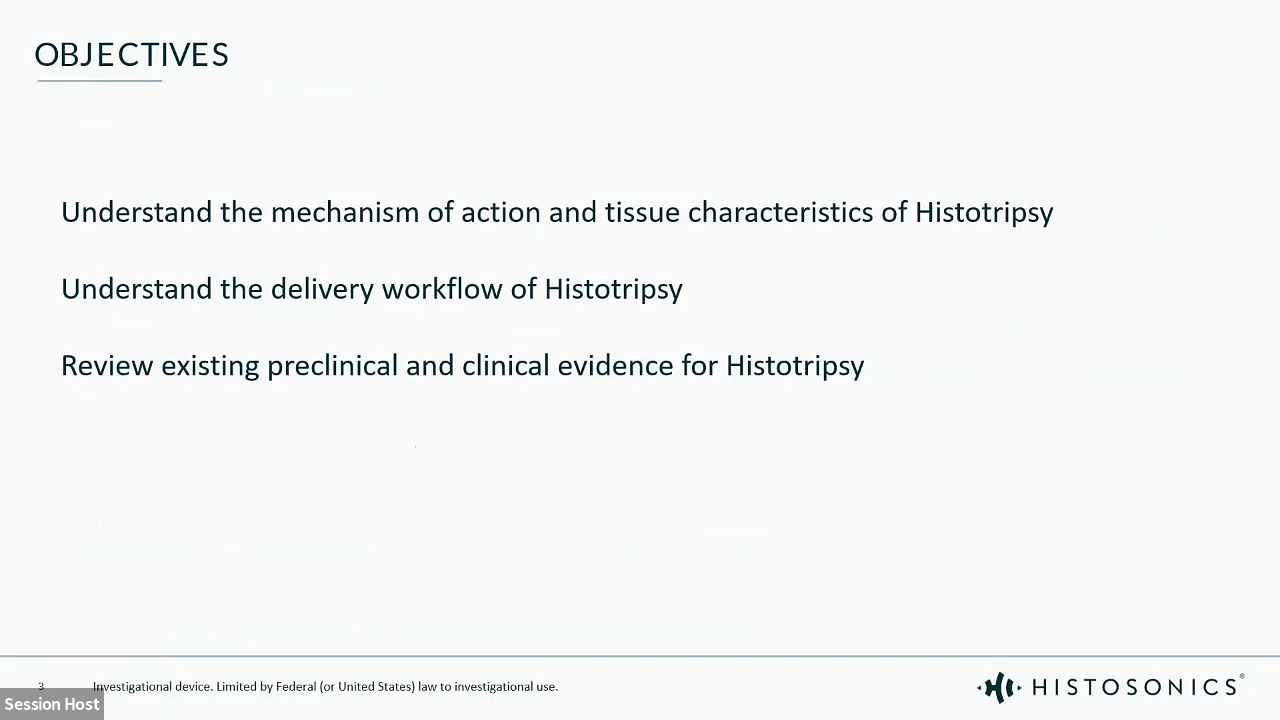 OBJECTIVES
Understand the mechanism of action and tissue characteristics of Histotripsy
Understand the delivery workflow of Histotripsy
Review existing preclinical and clinical evidence for Histotripsy
3
Investigational device. Limited by Federal (or United States) law to investigational use.
HISTOSONICS®
Session Host